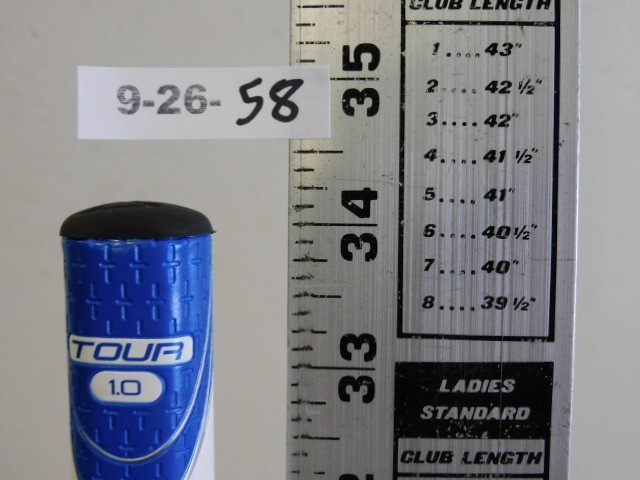 CLUB LENGTH
1....43"
2....42 1/2"
3....42"
4....41 1/2"
5....41"
6....40 1/2"
7....40"
8....39 1/2"
LADIES
STANDARD
CLUB LENGTH
35
34
33
9-26-58
TOUR
1.0